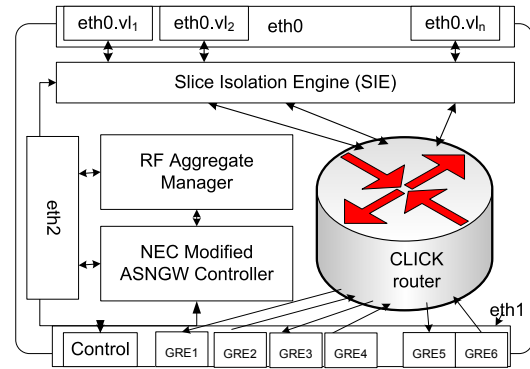 eth0.vl1
eth0.vl2
eth0
eth0.vln
Slice Isolation Engine (SIE)
eth2
RF Aggregate
Manager
NEC Modified
ASNGW Controller
CLICK
router
eth1
Control
GRE1
GRE2
GRE3
GRE4
GRE5
GRE6